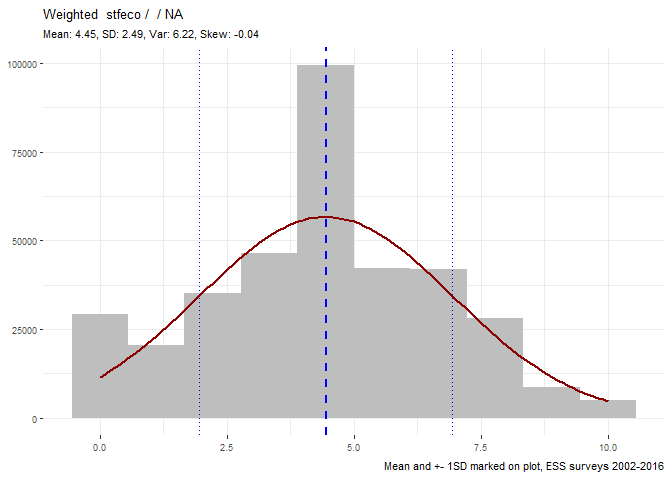 Weighted  stfeco /  / NA
Mean: 4.45, SD: 2.49, Var: 6.22, Skew: -0.04
100000
75000
50000
25000
0
0.0 2.5 5.0 7.5 10.0
Mean and +- 1SD marked on plot, ESS surveys 2002-2016